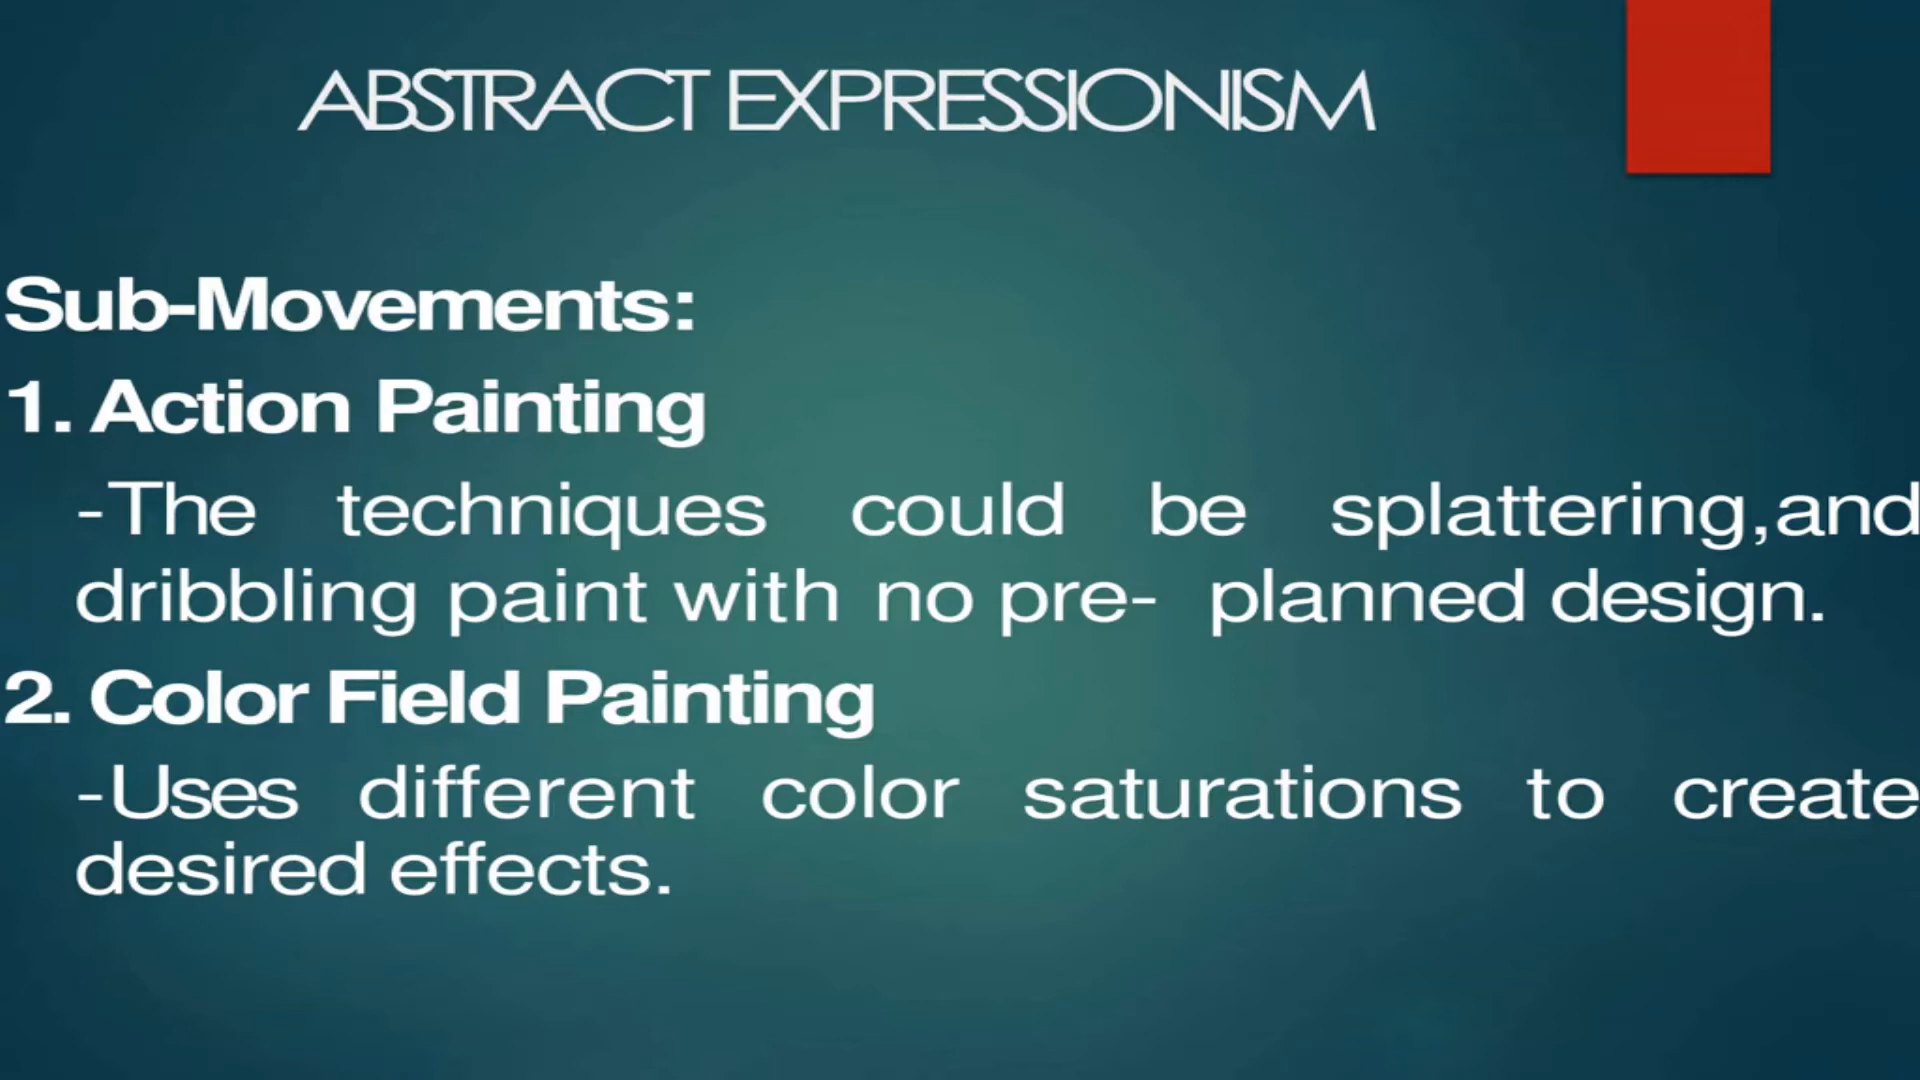 ABSTRACT EXPRESSIONISM
Sub-Movements:
1. Action Painting
-The techniques could be splattering,and
dribbling paint with no pre- planned design.
2. Color Field Painting
-Uses different color saturations to create
desired effects.